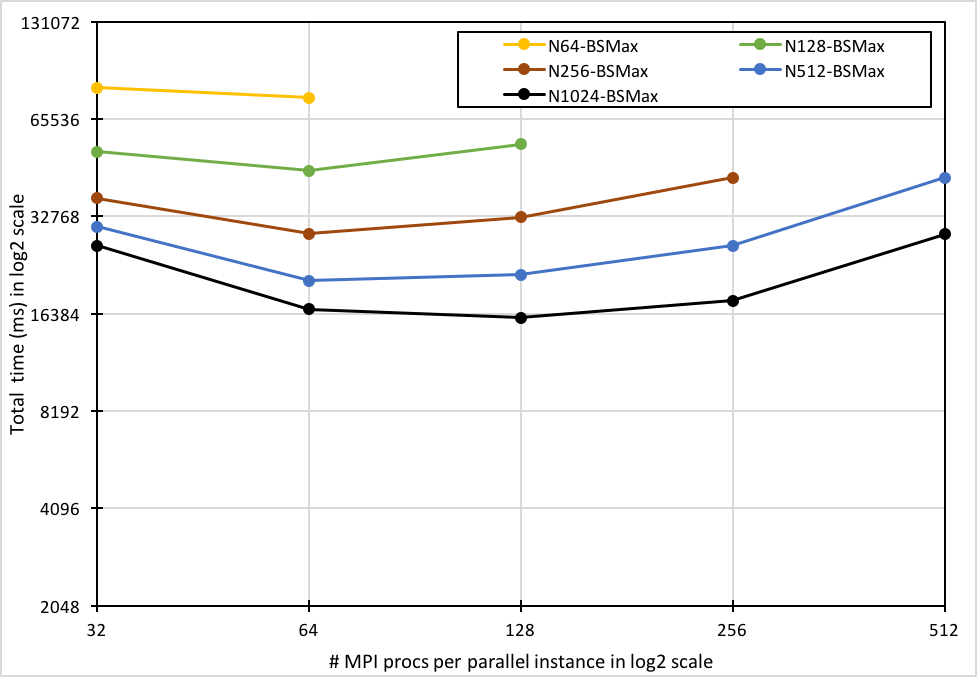 131072
65536
32768
16384
8192
4096
2048
Total time (ms) in log2 scale
N64-BSMax N128-BSMax
N256-BSMax N512-BSMax
N1024-BSMax
32 64 128 256 512
# MPI procs per parallel instance in log2 scale